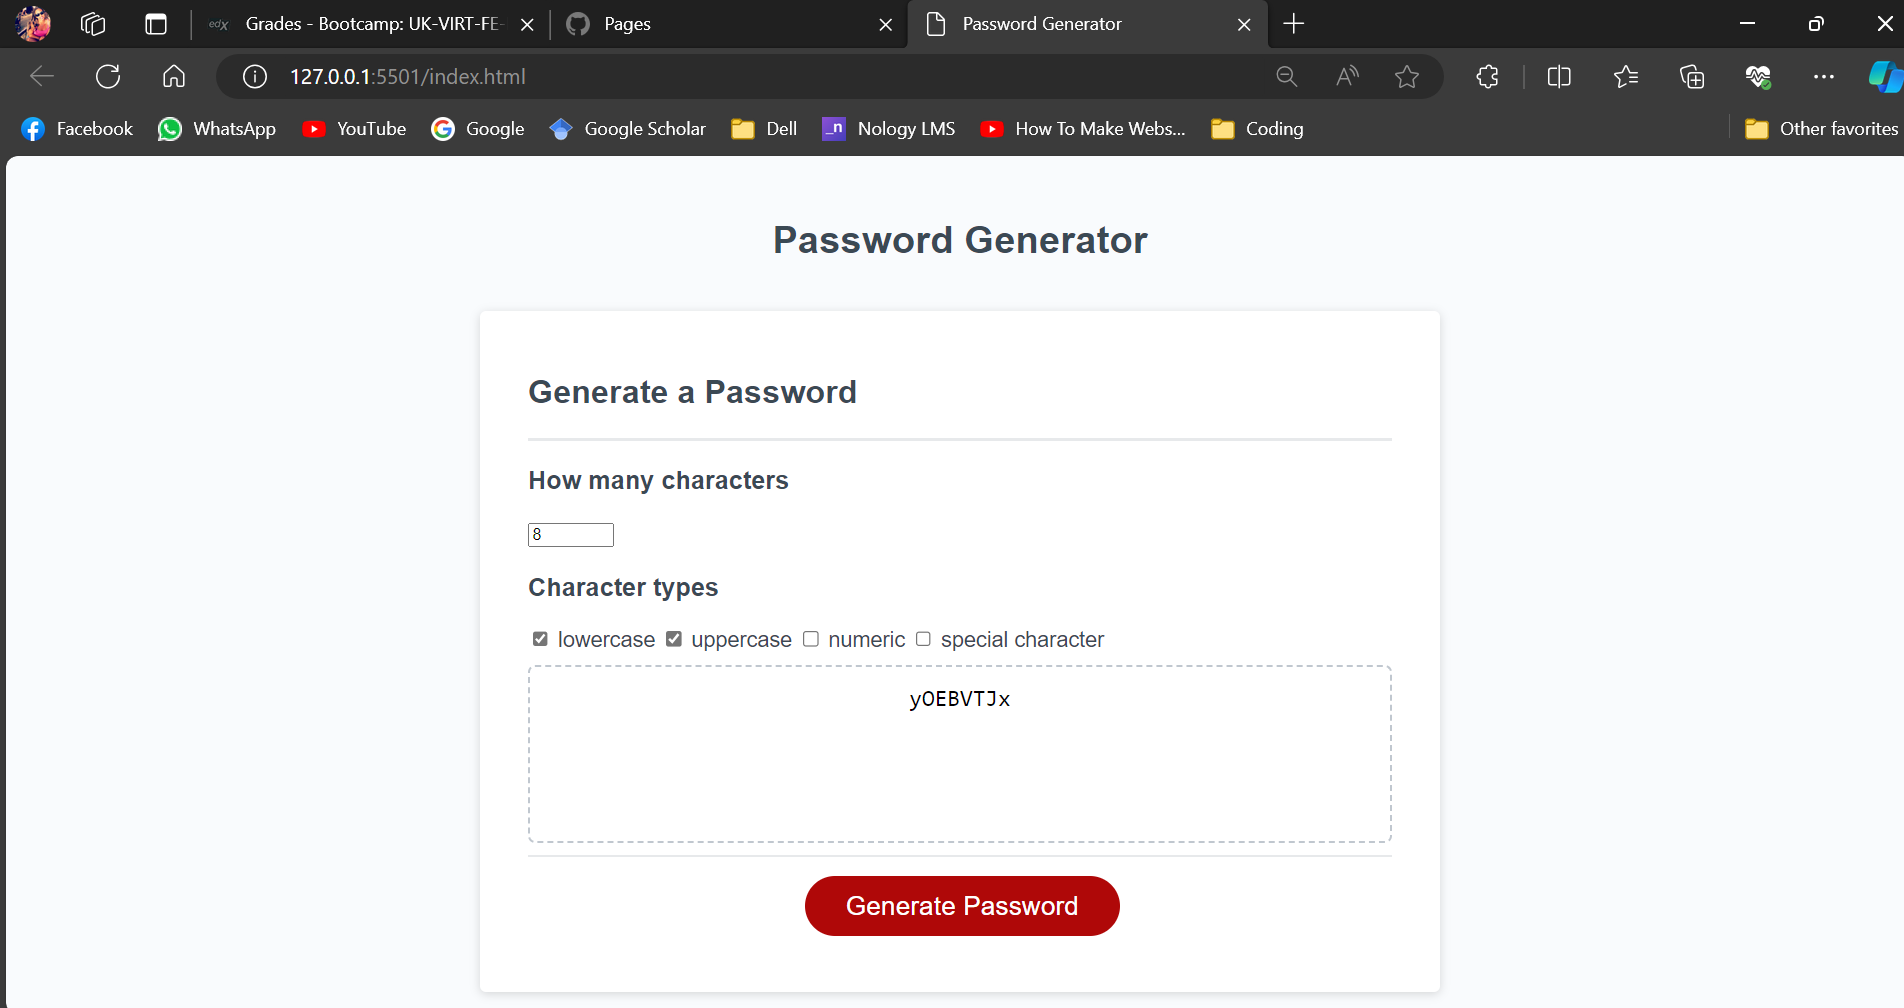 edX Grades - Bootcamp: UK-VIRT-FE-
Pages
Password Generator
127.0.0.1:5501/index.html
Facebook WhatsApp YouTube Google Google Scholar Dell _n Nology LMS How To Make Webs... Coding Other favorites
Password Generator
Generate a Password
How many characters
8
Character types
lowercase uppercase numeric special character
yOEBVTJx
Generate Password